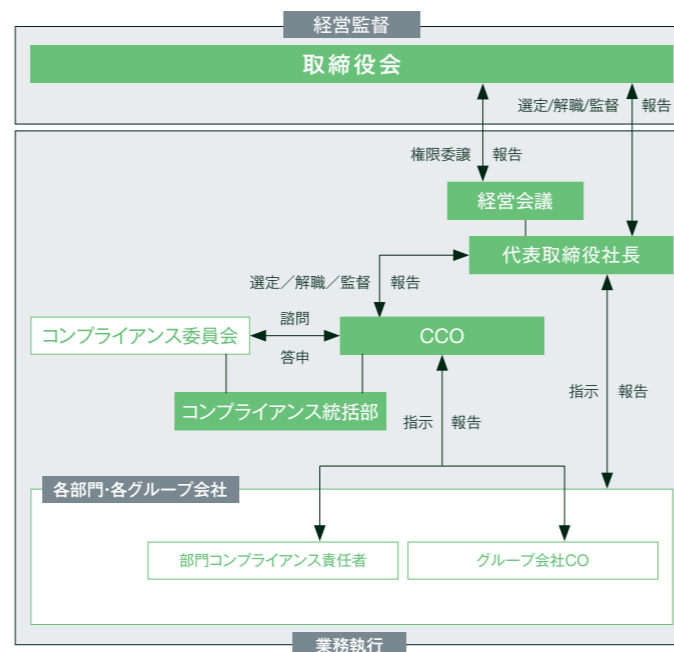 経営監督
取締役会
選定/解職/監督 報告
権限委譲 報告
経営会議
代表取締役社長
選定／解職／監督 報告
諮問
コンプライアンス委員会
CCO
答申
コンプライアンス統括部
指示 報告
指示 報告
各部門・各グループ会社
部門コンプライアンス責任者
グループ会社CO
業務執行